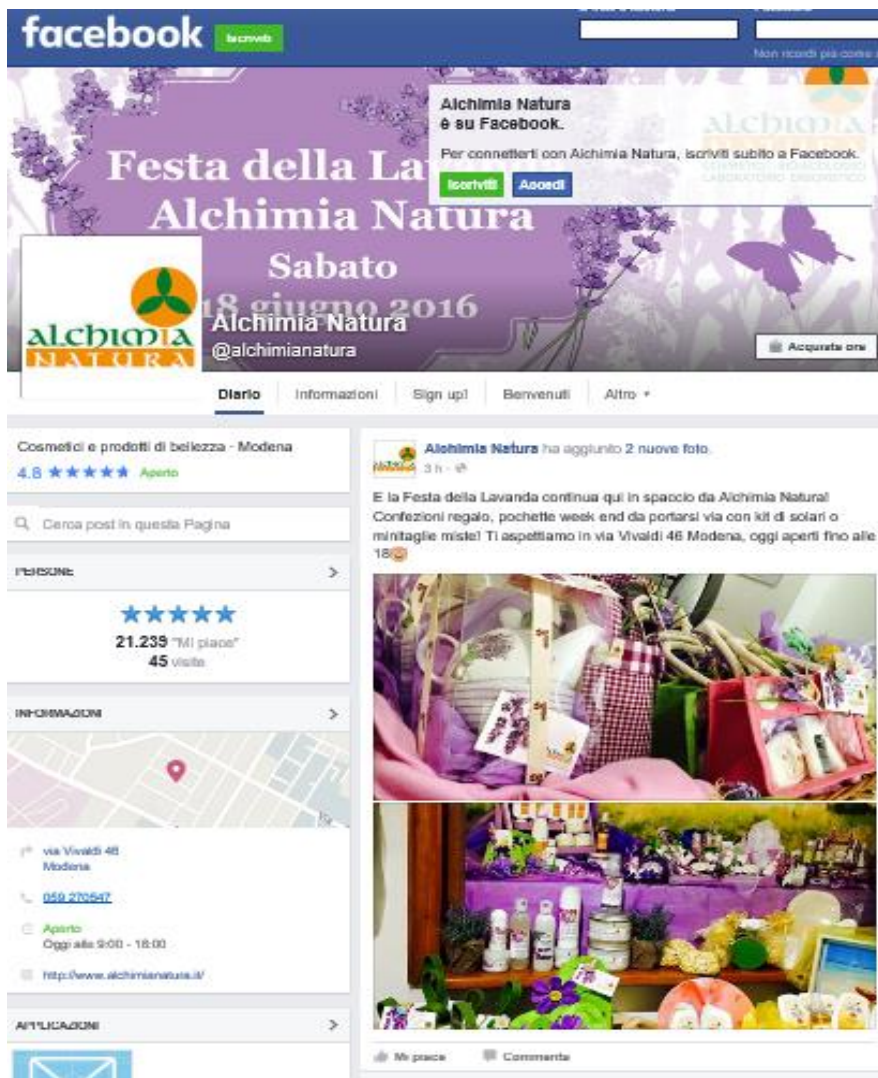 facebook
Iscriviti
Non ricordi più come
Alchimia Natura
è su Facebook.
Per connetterti con Alchimia Natura, iscriviti subito a Facebook.
Iscriviti Accedi
Festa della
Alchimia Natura
Sabato
18 giugno 2016
alchimia
NATURA
Alchimia Natura
@alchimianatura
Acquista ora
Diario Informazioni Sign up! Benvenuti Altro
Cosmetici e prodotti di bellezza - Modena
4.8 ★★★★★ Aperto
Cerca post in questa Pagina
PERSONE >
★★★★★
21.239 "Mi piace"
45 visite
INFORMAZIONI >
via Vivaldi 46
Modena
059 270547
Aperto
Oggi alle 9:00 - 18:00
http://www.alchimianatura.it/
APPLICAZIONI >
Alchimia Natura ha aggiunto 2 nuove foto.
3 h ·
E la Festa della Lavanda continua qui in spaccio da Alchimia Natura!
Confezioni regalo, pochette week end da portarsi via con kit di solari o
minitaglie miste! Ti aspettiamo in via Vivaldi 46 Modena, oggi aperti fino alle
18
Mi piace Commenta